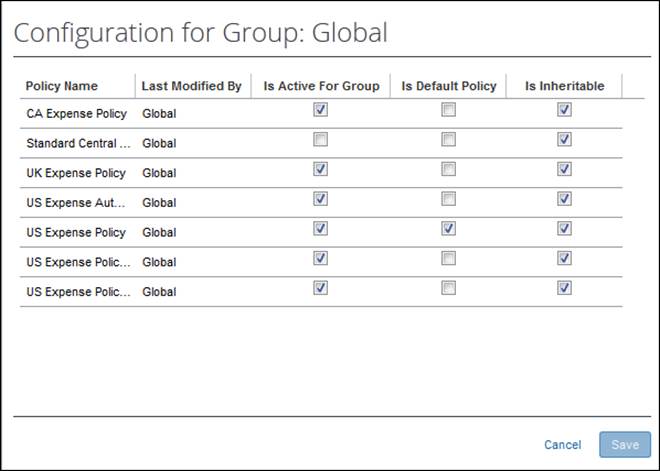 Configuration for Group: Global
Policy Name Last Modified By Is Active For Group Is Default Policy Is Inheritable
CA Expense Policy Global
Standard Central ... Global
UK Expense Policy Global
US Expense Aut... Global
US Expense Policy Global
US Expense Polic... Global
US Expense Polic... Global
Cancel Save